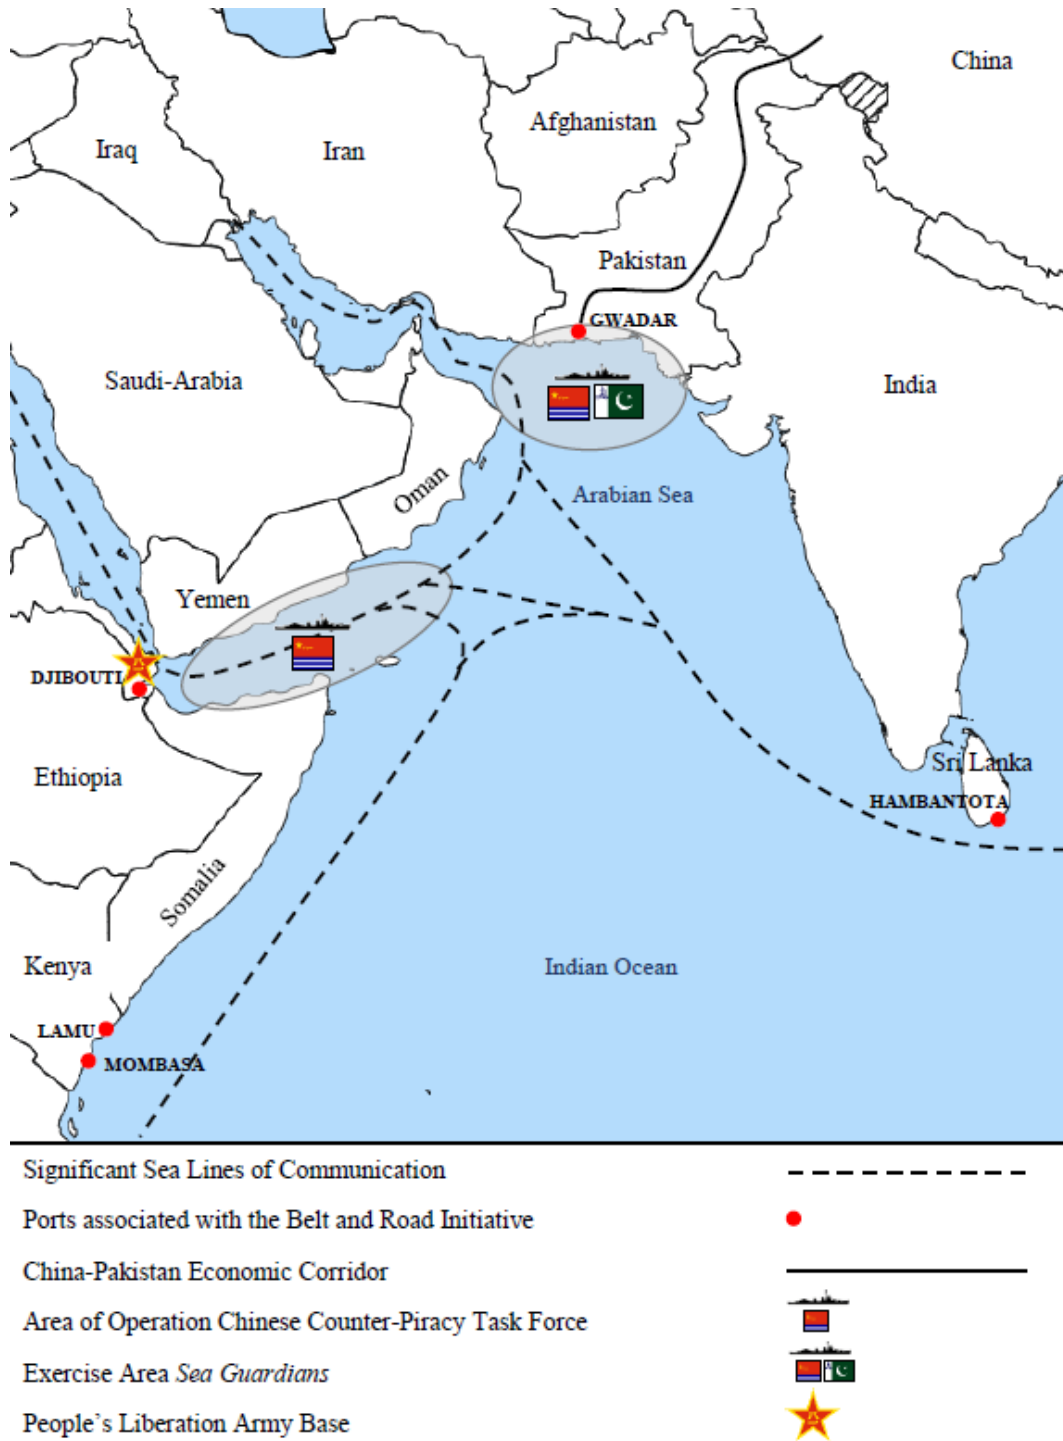 China
Afghanistan
Iraq
Iran
Pakistan
GWADAR
Saudi-Arabia
India
Oman
Arabian Sea
Yemen
DJIBOUTI
Sri Lanka
Ethiopia
HAMBANTOTA
Somalia
Kenya
Indian Ocean
LAMU
MOMBASA
Significant Sea Lines of Communication
Ports associated with the Belt and Road Initiative
China-Pakistan Economic Corridor
Area of Operation Chinese Counter-Piracy Task Force
Exercise Area Sea Guardians
People’s Liberation Army Base